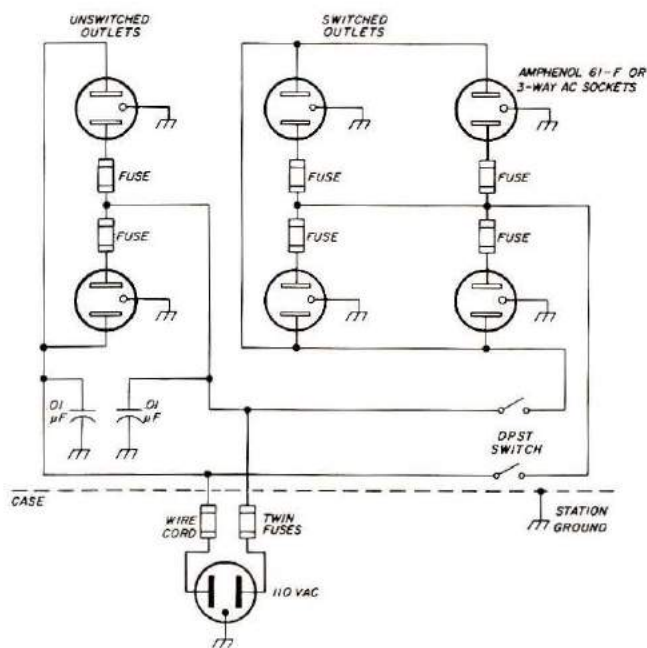 UNSWITCHED
OUTLETS
SWITCHED
OUTLETS
AMPHENOL 61-F OR
3-WAY AC SOCKETS
FUSE
FUSE
FUSE
FUSE
FUSE
FUSE
.01
µF
.01
µF
DPST
SWITCH
CASE
WIRE
CORD
TWIN
FUSES
STATION
GROUND
110 VAC